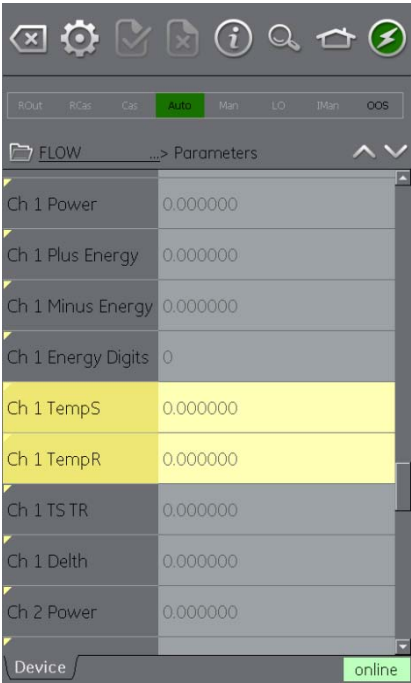 ROut RCas Cas Auto Man LO IMan OOS
FLOW ...> Parameters
Ch 1 Power 0.000000
Ch 1 Plus Energy 0.000000
Ch 1 Minus Energy 0.000000
Ch 1 Energy Digits 0
Ch 1 TempS 0.000000
Ch 1 TempR 0.000000
Ch 1 TS TR 0.000000
Ch 1 Delth 0.000000
Ch 2 Power 0.000000
Device online